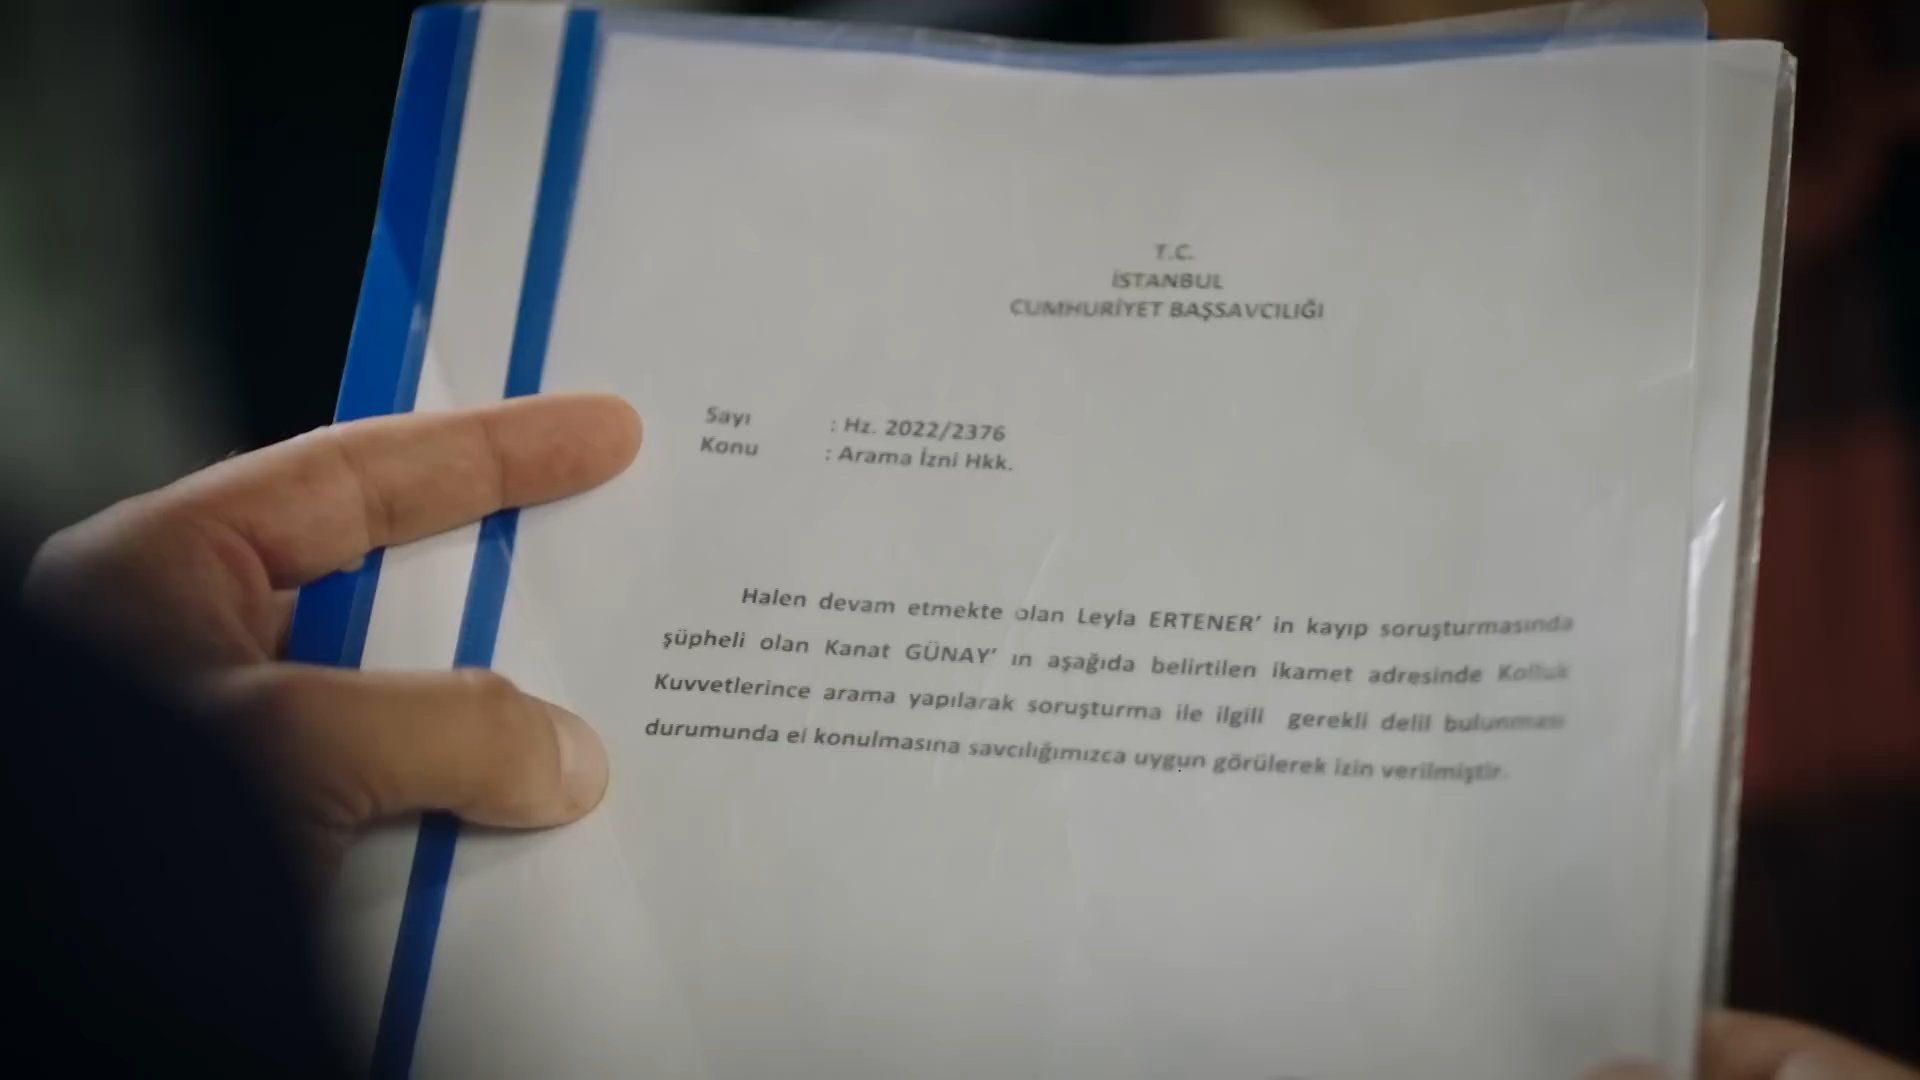 T.C.
İSTANBUL
CUMHURİYET BAŞSAVCILIĞI
Sayı : Hz. 2022/2376
Konu : Arama İzni Hkk.
Halen devam etmekte olan Leyla ERTENER’ in kayıp soruşturmasında
şüpheli olan Kanat GÜNAY’ ın aşağıda belirtilen ikamet adresinde Kolluk
Kuvvetlerince arama yapılarak soruşturma ile ilgili gerekli delil bulunması
durumunda el konulmasına savcılığımızca uygun görülerek izin verilmiştir.